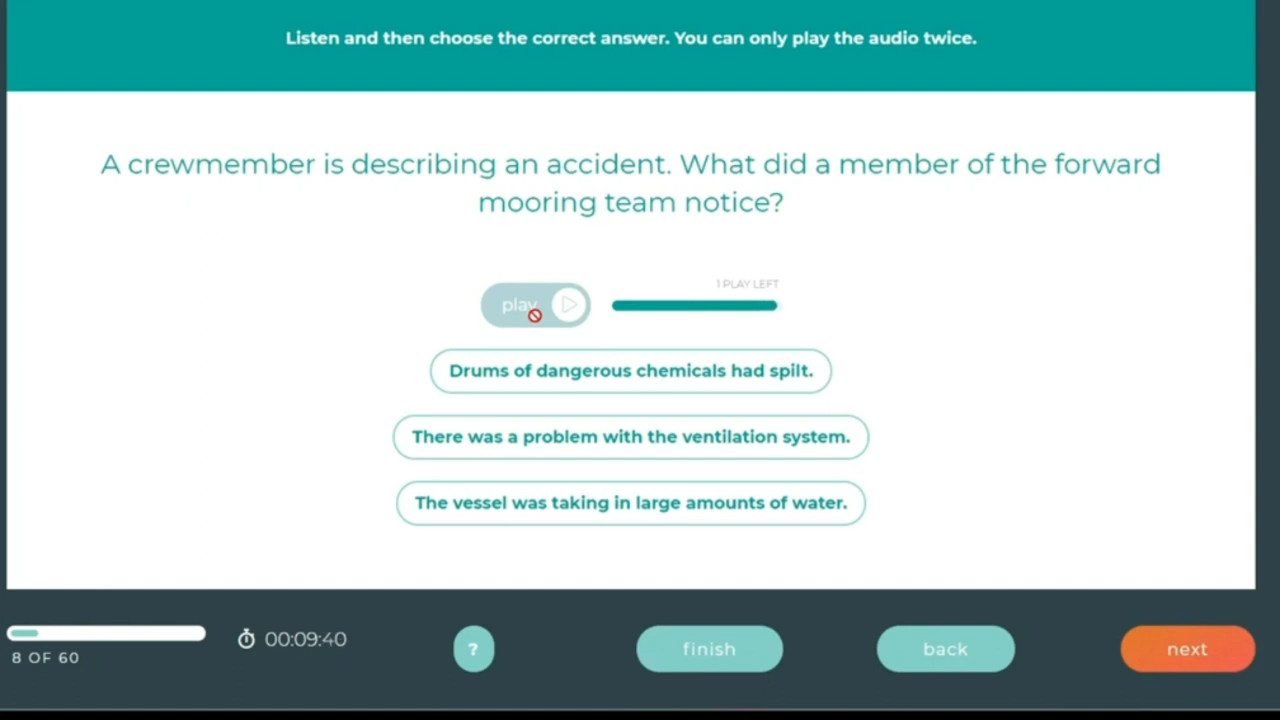 Listen and then choose the correct answer. You can only play the audio twice.
A crewmember is describing an accident. What did a member of the forward
mooring team notice?
1 PLAY LEFT
play
Drums of dangerous chemicals had spilt.
There was a problem with the ventilation system.
The vessel was taking in large amounts of water.
8 OF 60
00:09:40
?
finish
back
next